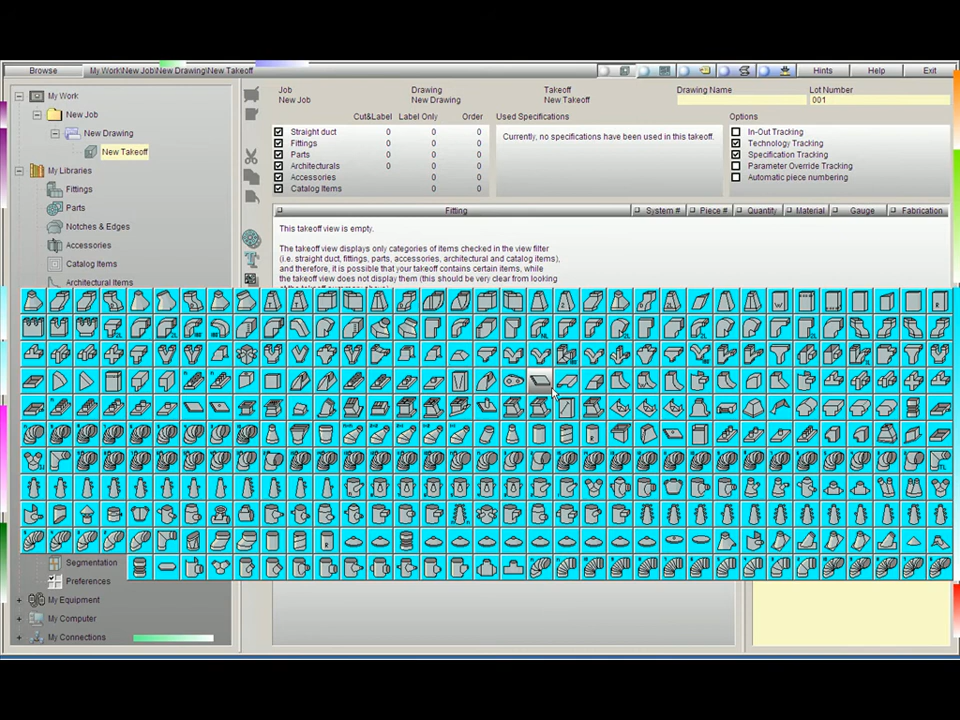 Browse
My Work\New Job\New Drawing\New Takeoff
Hints
Help
Exit
My Work
New Job
New Drawing
New Takeoff
My Libraries
Fittings
Parts
Notches & Edges
Accessories
Catalog Items
Architectural Items
Segmentation
Preferences
My Equipment
My Computer
My Connections
Job
New Job
Drawing
New Drawing
Takeoff
New Takeoff
Drawing Name
Lot Number
001
Cut&Label Label Only Order
Straight duct 0 0 0
Fittings 0 0 0
Parts 0 0 0
Architecturals 0 0 0
Accessories 0 0
Catalog Items 0 0
Used Specifications
Currently, no specifications have been used in this takeoff.
Options
In-Out Tracking
Technology Tracking
Specification Tracking
Parameter Override Tracking
Automatic piece numbering
Fitting System # Piece # Quantity Material Gauge Fabrication
This takeoff view is empty.
The takeoff view displays only categories of items checked in the view filter
(i.e. straight duct, fittings, parts, accessories, architectural and catalog items),
and therefore, it is possible that your takeoff contains certain items, while
the takeoff view does not display them (this should be very clear from looking